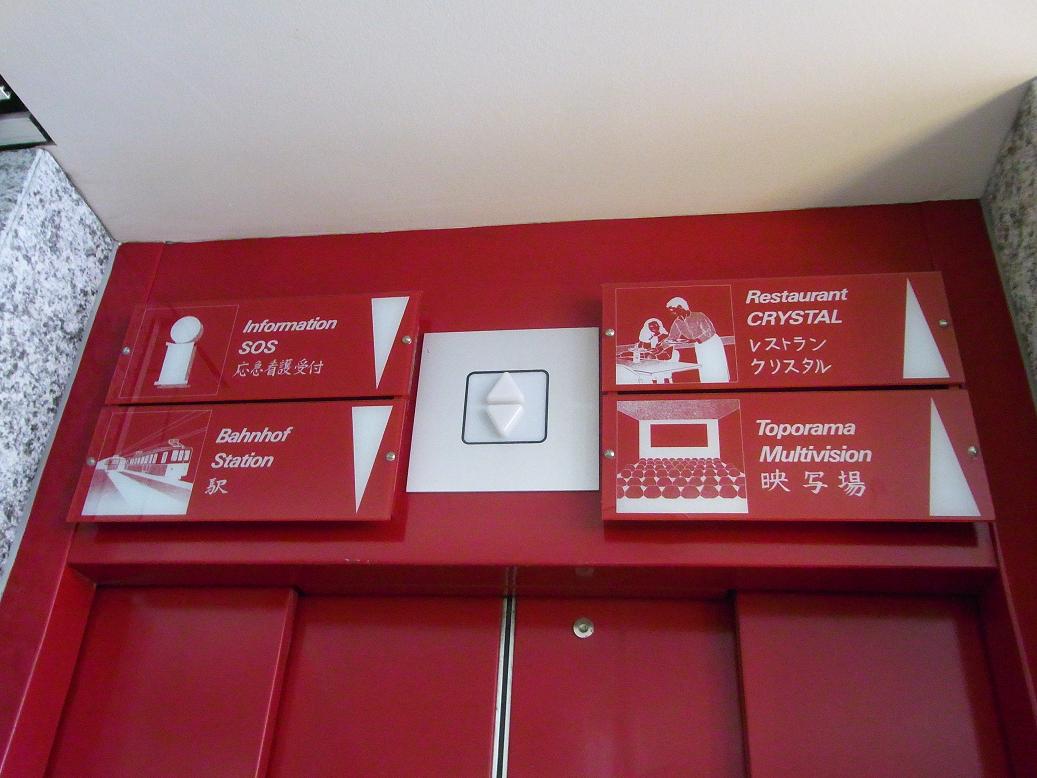 Information
SOS
応急看護受付
Bahnhof
Station
駅
Restaurant
CRYSTAL
レストラン
クリスタル
Toporama
Multivision
映写場